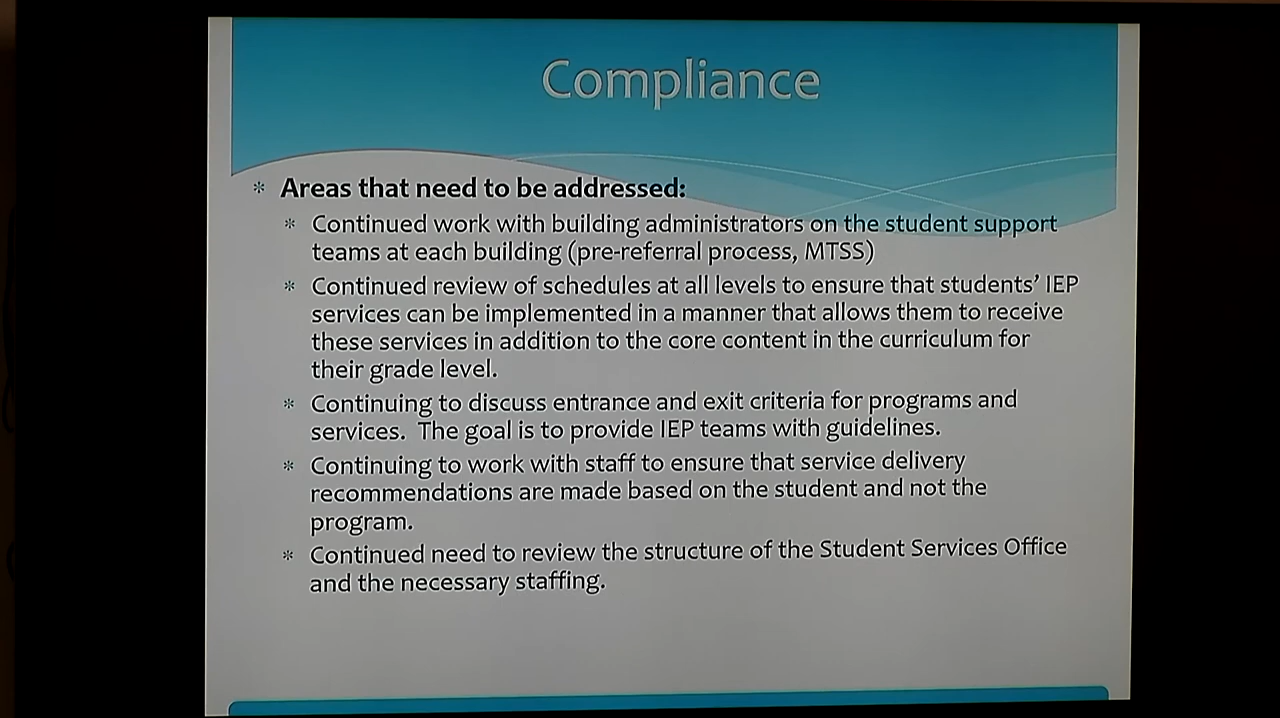 Compliance
* Areas that need to be addressed:
* Continued work with building administrators on the student support
teams at each building (pre-referral process, MTSS)
* Continued review of schedules at all levels to ensure that students’ IEP
services can be implemented in a manner that allows them to receive
these services in addition to the core content in the curriculum for
their grade level.
* Continuing to discuss entrance and exit criteria for programs and
services.  The goal is to provide IEP teams with guidelines.
* Continuing to work with staff to ensure that service delivery
recommendations are made based on the student and not the
program.
* Continued need to review the structure of the Student Services Office
and the necessary staffing.